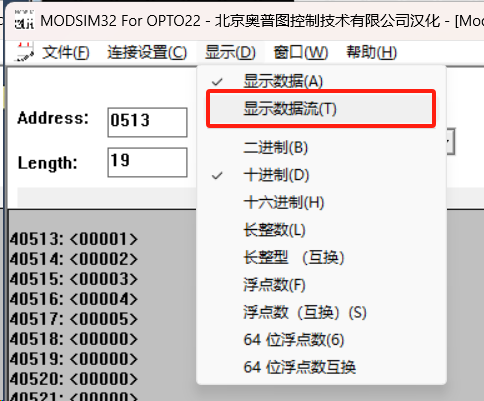 MODSIM32 For OPTO22 - 北京奥普图控制技术有限公司汉化 - [Mod
文件(F) 连接设置(C) 显示(D) 窗口(W) 帮助(H)
显示数据(A)
显示数据流(T)
二进制(B)
十进制(D)
十六进制(H)
长整数(L)
长整型 （互换）
浮点数(F)
浮点数（互换）(S)
64 位浮点数(6)
64 位浮点数互换
Address: 0513
Length: 19
40513: <00001>
40514: <00002>
40515: <00003>
40516: <00004>
40517: <00005>
40518: <00000>
40519: <00000>
40520: <00000>
40521: <00000>